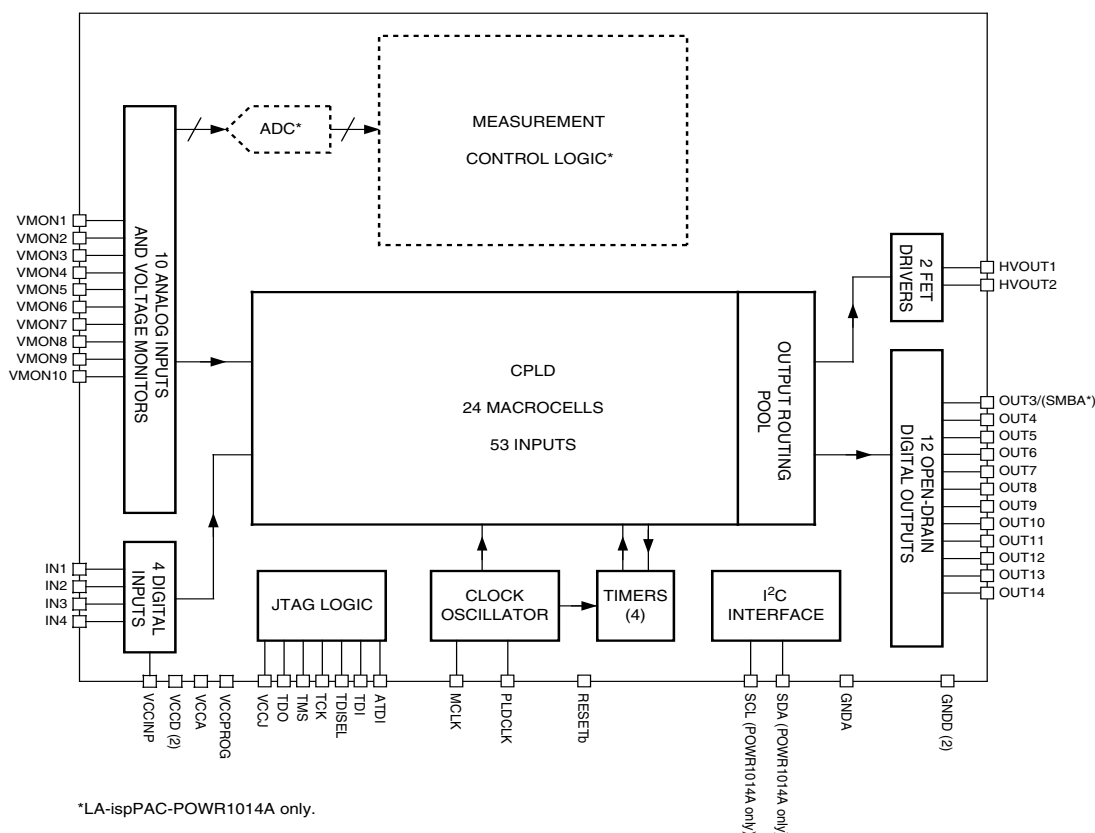 ADC*
MEASUREMENT
CONTROL LOGIC*
VMON1
VMON2
VMON3
VMON4
VMON5
VMON6
VMON7
VMON8
VMON9
VMON10
10 ANALOG INPUTS
AND VOLTAGE MONITORS
2 FET
DRIVERS
HVOUT1
HVOUT2
CPLD
24 MACROCELLS
53 INPUTS
OUTPUT ROUTING
POOL
12 OPEN-DRAIN
DIGITAL OUTPUTS
OUT3/(SMBA*)
OUT4
OUT5
OUT6
OUT7
OUT8
OUT9
OUT10
OUT11
OUT12
OUT13
OUT14
IN1
IN2
IN3
IN4
4 DIGITAL
INPUTS
JTAG LOGIC
CLOCK
OSCILLATOR
TIMERS
(4)
I²C
INTERFACE
VCCINP
VCCD (2)
VCCA
VCCPROG
VCCJ
TDO
TMS
TCK
TDISEL
TDI
ATDI
MCLK
PLDCLK
RESETb
SCL (POWR1014A only)
SDA (POWR1014A only)
GNDA
GNDD (2)
*LA-ispPAC-POWR1014A only.